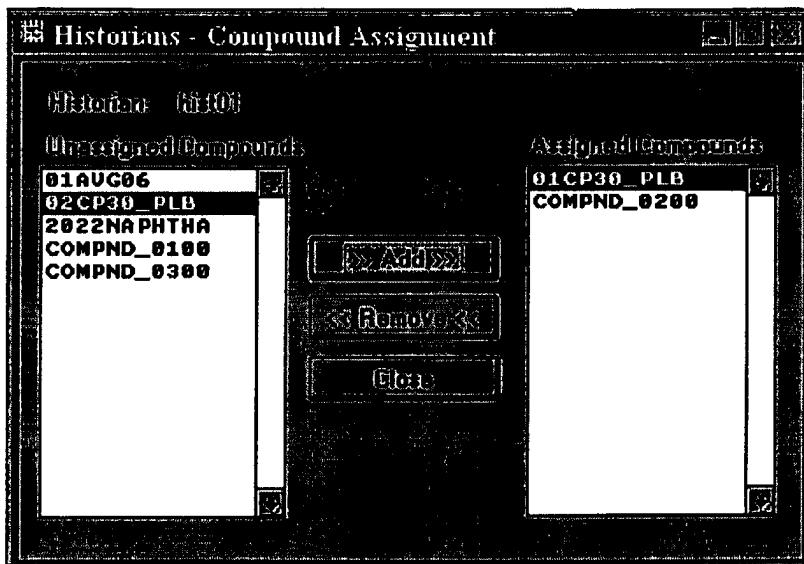 Historians - Compound Assignment
Historian: hist01
Unassigned Compounds
01AVG06
02CP30_PLB
2022NAPHTHA
COMPND_0100
COMPND_0300
>> Add >>
<< Remove <<
Close
Assigned Compounds
01CP30_PLB
COMPND_0200